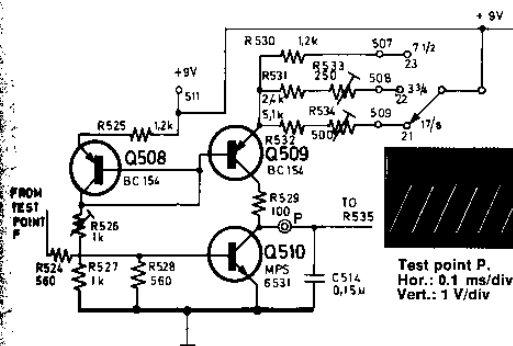 + 9V
R530
1,2k
507
7 1/2
23
R533
250
+9V
511
R531
508
3 3/4
22
2,4k
R534
5,1k
509
R525
1,2k
500
17/8
21
R532
Q508
BC 154
Q509
BC 154
FROM
TEST
POINT
F
R529
100
TO
R535
P
R526
1k
Q510
MPS
6531
R524
560
R527
1k
R528
560
C514
0,15µ
Test point P.
Hor.: 0.1 ms/div
Vert.: 1 V/div